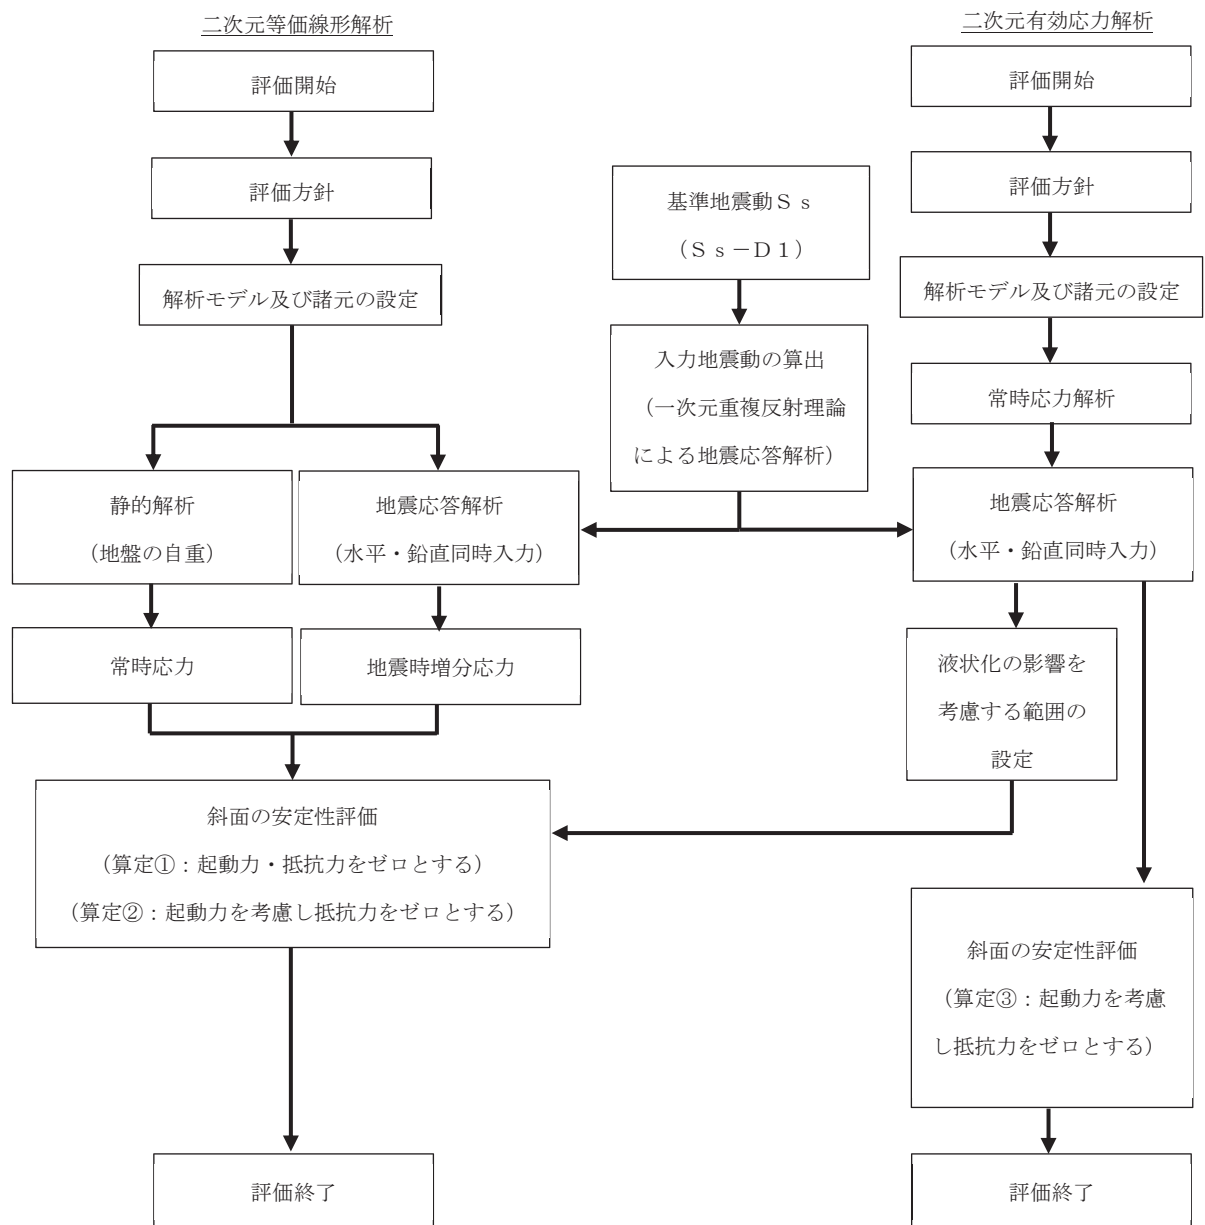 二次元等価線形解析
評価開始
評価方針
解析モデル及び諸元の設定
静的解析
（地盤の自重）
地震応答解析
（水平・鉛直同時入力）
常時応力
地震時増分応力
斜面の安定性評価
（算定①：起動力・抵抗力をゼロとする）
（算定②：起動力を考慮し抵抗力をゼロとする）
評価終了
基準地震動Ｓｓ
（Ｓｓ－Ｄ１）
入力地震動の算出
（一次元重複反射理論
による地震応答解析）
二次元有効応力解析
評価開始
評価方針
解析モデル及び諸元の設定
常時応力解析
地震応答解析
（水平・鉛直同時入力）
液状化の影響を
考慮する範囲の
設定
斜面の安定性評価
（算定③：起動力を考慮
し抵抗力をゼロとする）
評価終了